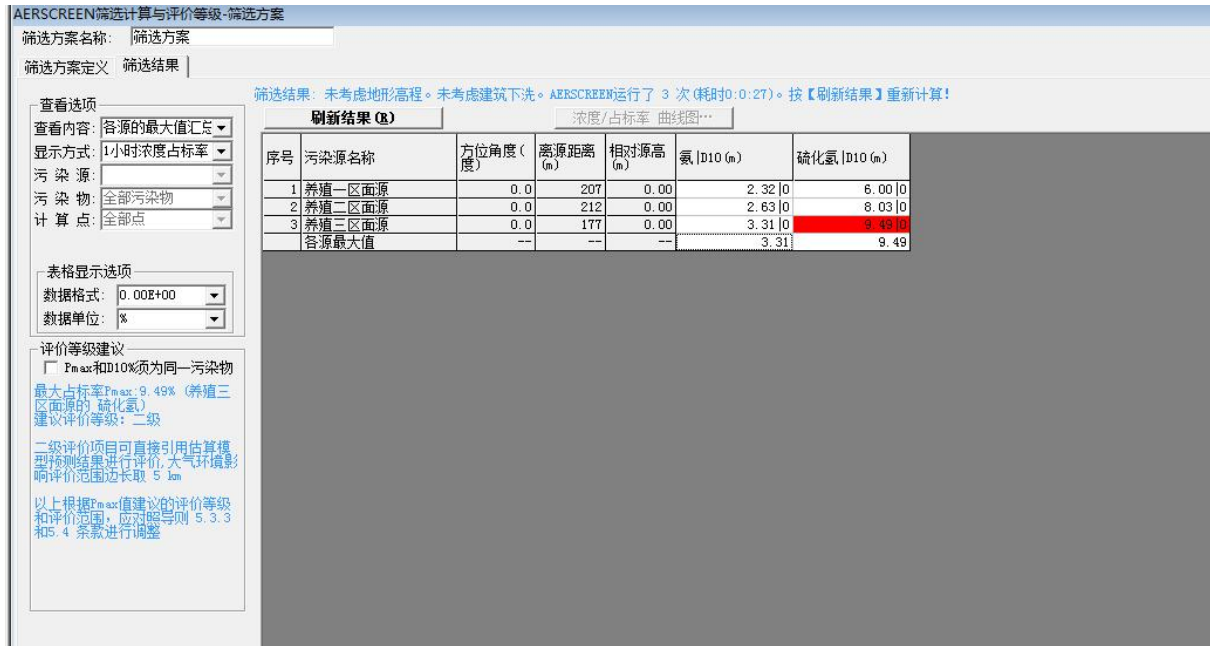 AERSCREEN筛选计算与评价等级-筛选方案
筛选方案名称: 筛选方案
筛选方案定义 筛选结果
筛选结果: 未考虑地形高程。未考虑建筑下洗。AERSCREEN运行了 3 次(耗时0:0:27)。按【刷新结果】重新计算!
刷新结果(R) 浓度/占标率 曲线图…
查看选项
查看内容: 各源的最大值汇总
显示方式: 1小时浓度占标率
污 染 源:
污 染 物: 全部污染物
计 算 点: 全部点
表格显示选项
数据格式: 0.00E+00
数据单位: %
评价等级建议
Pmax和D10%须为同一污染物
最大占标率Pmax:9.49% (养殖三
区面源的 硫化氢)
建议评价等级: 二级
二级评价项目可直接引用估算模
型预测结果进行评价,大气环境影
响评价范围边长取 5 km
以上根据Pmax值建议的评价等级
和评价范围, 应对照导则 5.3.3
和5.4 条款进行调整
序号 污染源名称 方位角度(度) 离源距离(m) 相对源高(m) 氨|D10(m) 硫化氢|D10(m)
1 养殖一区面源 0.0 207 0.00 2.32|0 6.00|0
2 养殖二区面源 0.0 212 0.00 2.63|0 8.03|0
3 养殖三区面源 0.0 177 0.00 3.31|0 9.49|0
各源最大值 -- -- -- 3.31 9.49